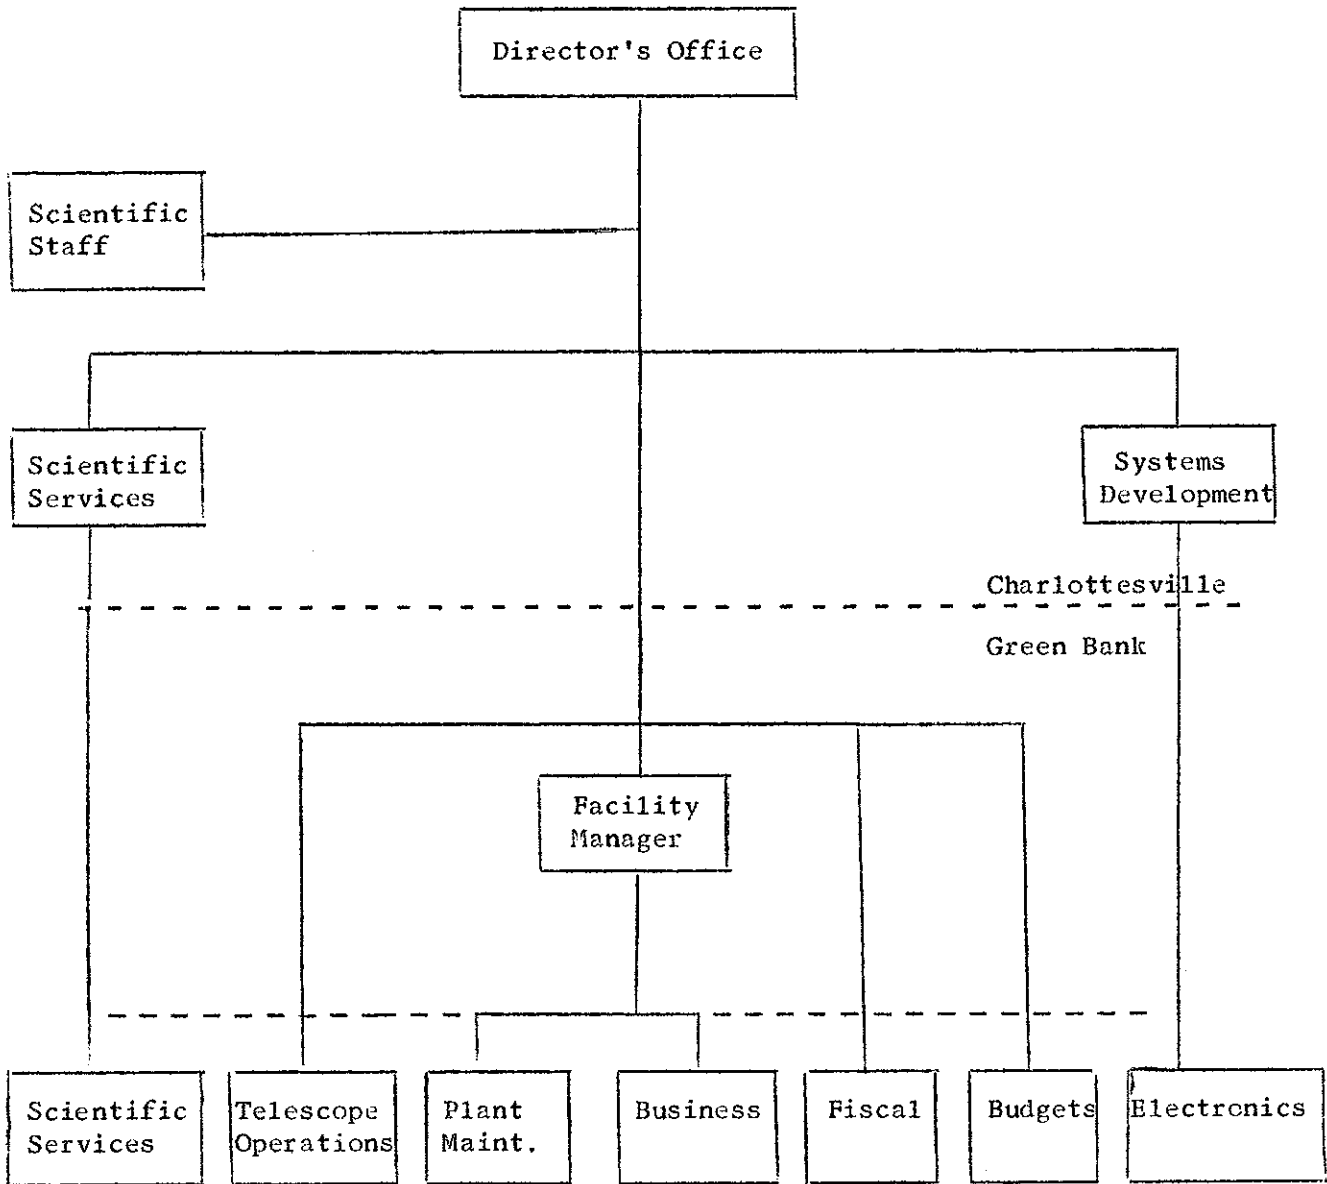 Director's Office
Scientific
Staff
Scientific
Services
Systems
Development
Charlottesville
Green Bank
Facility
Manager
Scientific
Services
Telescope
Operations
Plant
Maint.
Business
Fiscal
Budgets
Electronics